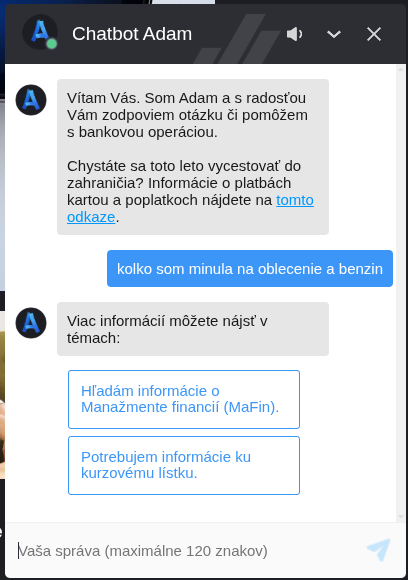 Chatbot Adam
Vítam Vás. Som Adam a s radosťou
Vám zodpoviem otázku či pomôžem
s bankovou operáciou.
Chystáte sa toto leto vycestovať do
zahraničia? Informácie o platbách
kartou a poplatkoch nájdete na tomto
odkaze.
kolko som minula na oblecenie a benzin
Viac informácií môžete nájsť v
témach:
Hľadám informácie o
Manažmente financií (MaFin).
Potrebujem informácie ku
kurzovému lístku.
Vaša správa (maximálne 120 znakov)